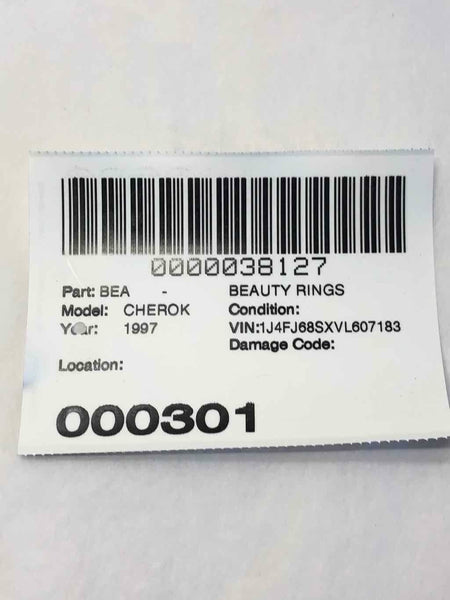 0000038127
Part: BEA - BEAUTY RINGS
Model: CHEROK Condition:
Year: 1997 VIN:1J4FJ68SXVL607183
Damage Code:
Location:
000301